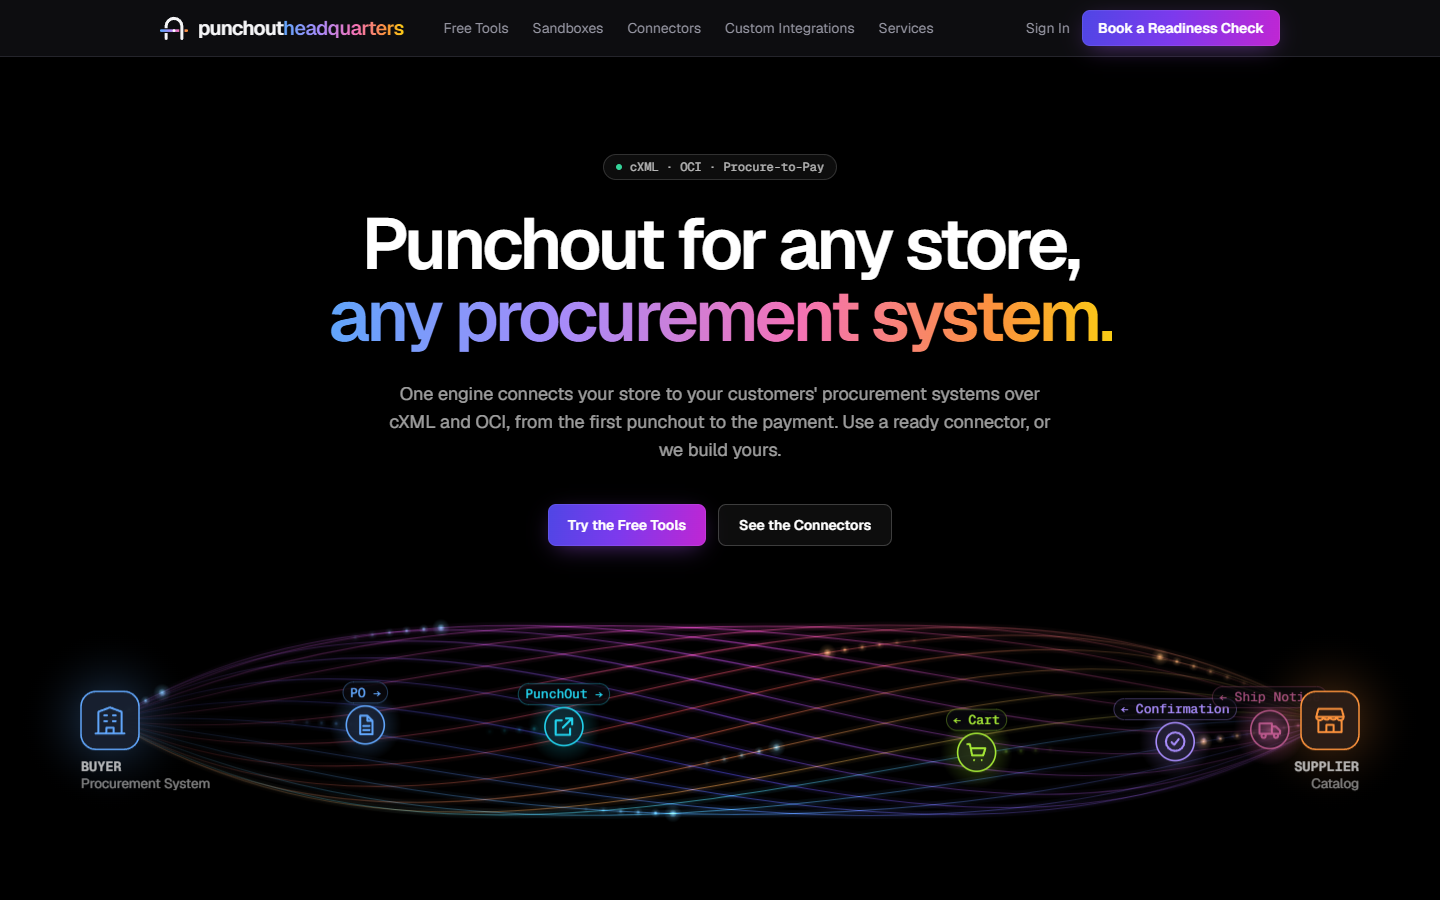 punchoutheadquarters Free Tools Sandboxes Connectors Custom Integrations Services Sign In Book a Readiness Check
cXML · OCI · Procure-to-Pay
Punchout for any store,
any procurement system.
One engine connects your store to your customers' procurement systems over
cXML and OCI, from the first punchout to the payment. Use a ready connector, or
we build yours.
Try the Free Tools See the Connectors
PO →
PunchOut →
← Cart
← Confirmation
← Ship Noti
BUYER
Procurement System
SUPPLIER
Catalog